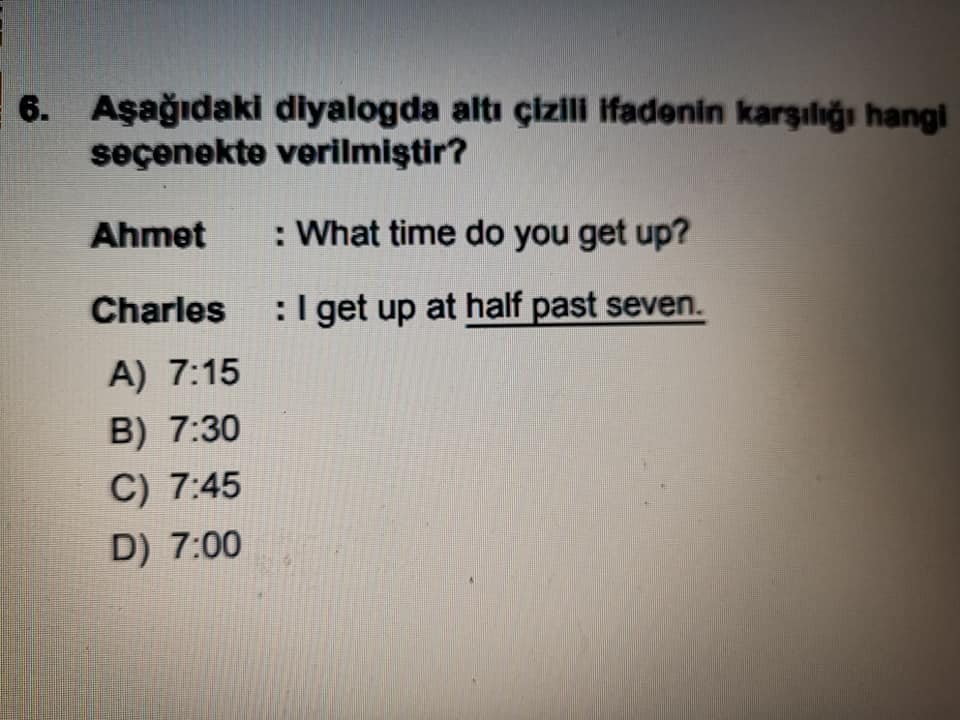 6. Aşağıdaki diyalogda altı çizili ifadenin karşılığı hangi
seçenekte verilmiştir?
Ahmet : What time do you get up?
Charles : I get up at half past seven.
A) 7:15
B) 7:30
C) 7:45
D) 7:00